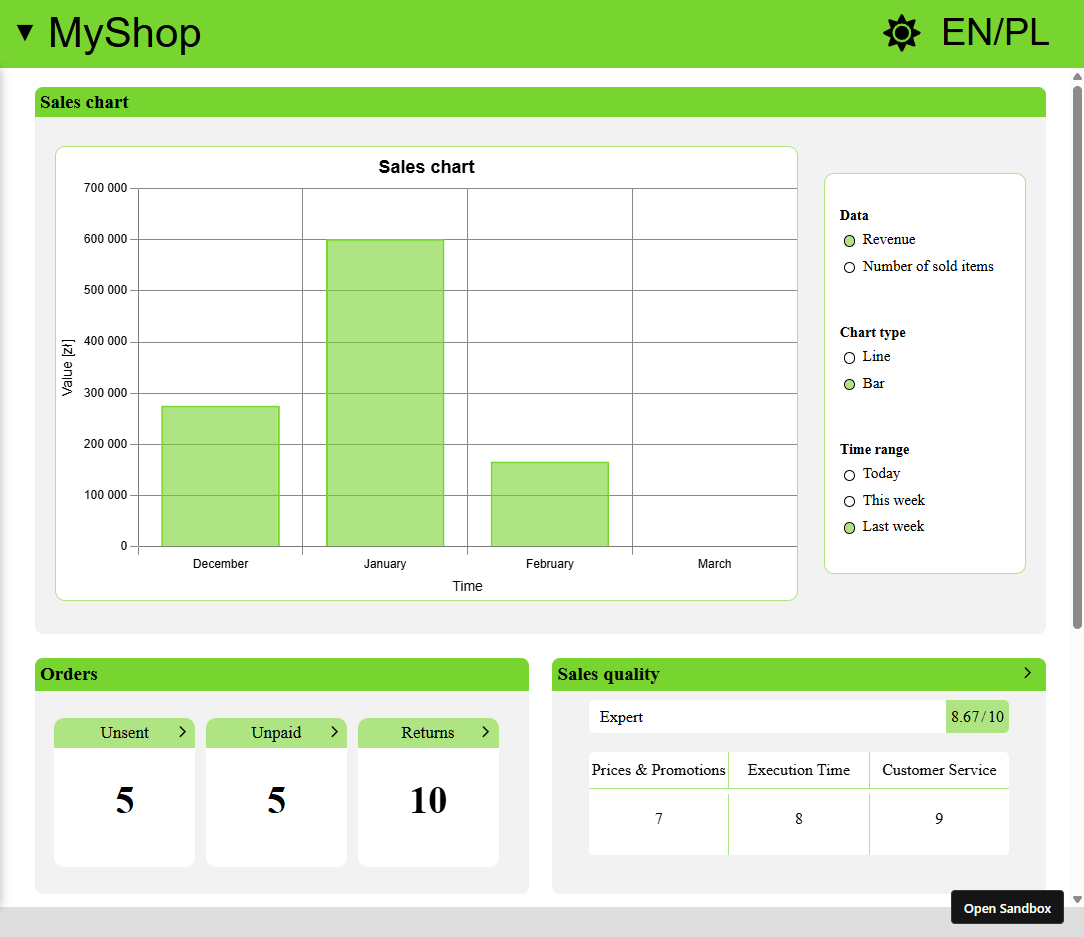 ▼ MyShop
EN/PL
Sales chart
Sales chart
700 000
600 000
500 000
400 000
300 000
200 000
100 000
0
Value [zł]
December January February March
Time
Data
Revenue
Number of sold items
Chart type
Line
Bar
Time range
Today
This week
Last week
Orders
Unsent
5
Unpaid
5
Returns
10
Sales quality
Expert 8.67/10
Prices & Promotions Execution Time Customer Service
7 8 9
Open Sandbox